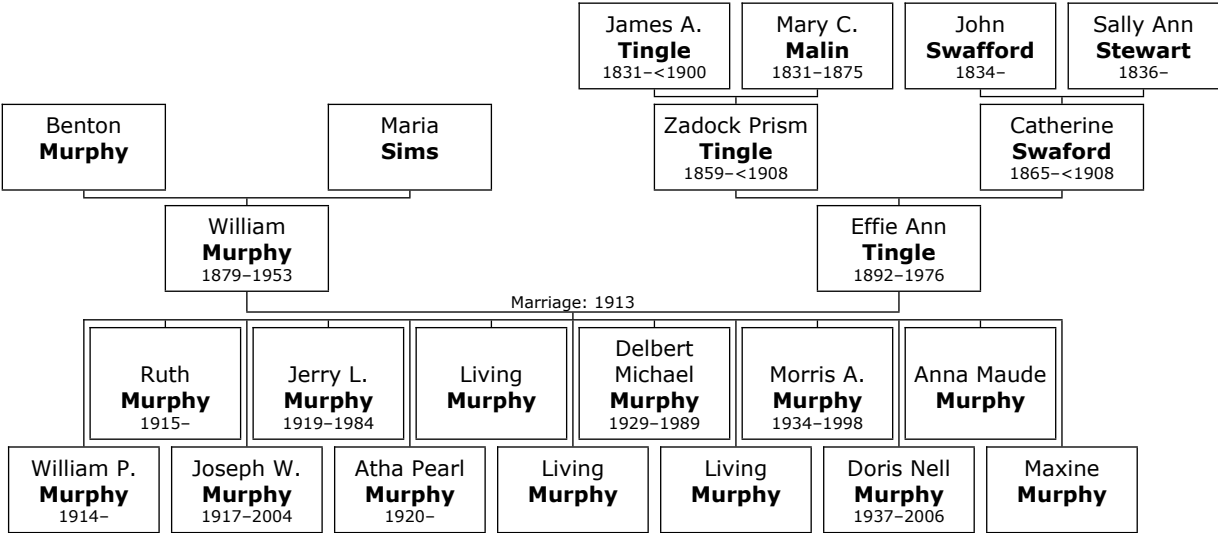 James A.
Tingle
1831–<1900
Mary C.
Malin
1831–1875
John
Swafford
1834–
Sally Ann
Stewart
1836–
Benton
Murphy
Maria
Sims
Zadock Prism
Tingle
1859–<1908
Catherine
Swaford
1865–<1908
William
Murphy
1879–1953
Effie Ann
Tingle
1892–1976
Marriage: 1913
Ruth
Murphy
1915–
Jerry L.
Murphy
1919–1984
Living
Murphy
Delbert
Michael
Murphy
1929–1989
Morris A.
Murphy
1934–1998
Anna Maude
Murphy
William P.
Murphy
1914–
Joseph W.
Murphy
1917–2004
Atha Pearl
Murphy
1920–
Living
Murphy
Living
Murphy
Doris Nell
Murphy
1937–2006
Maxine
Murphy